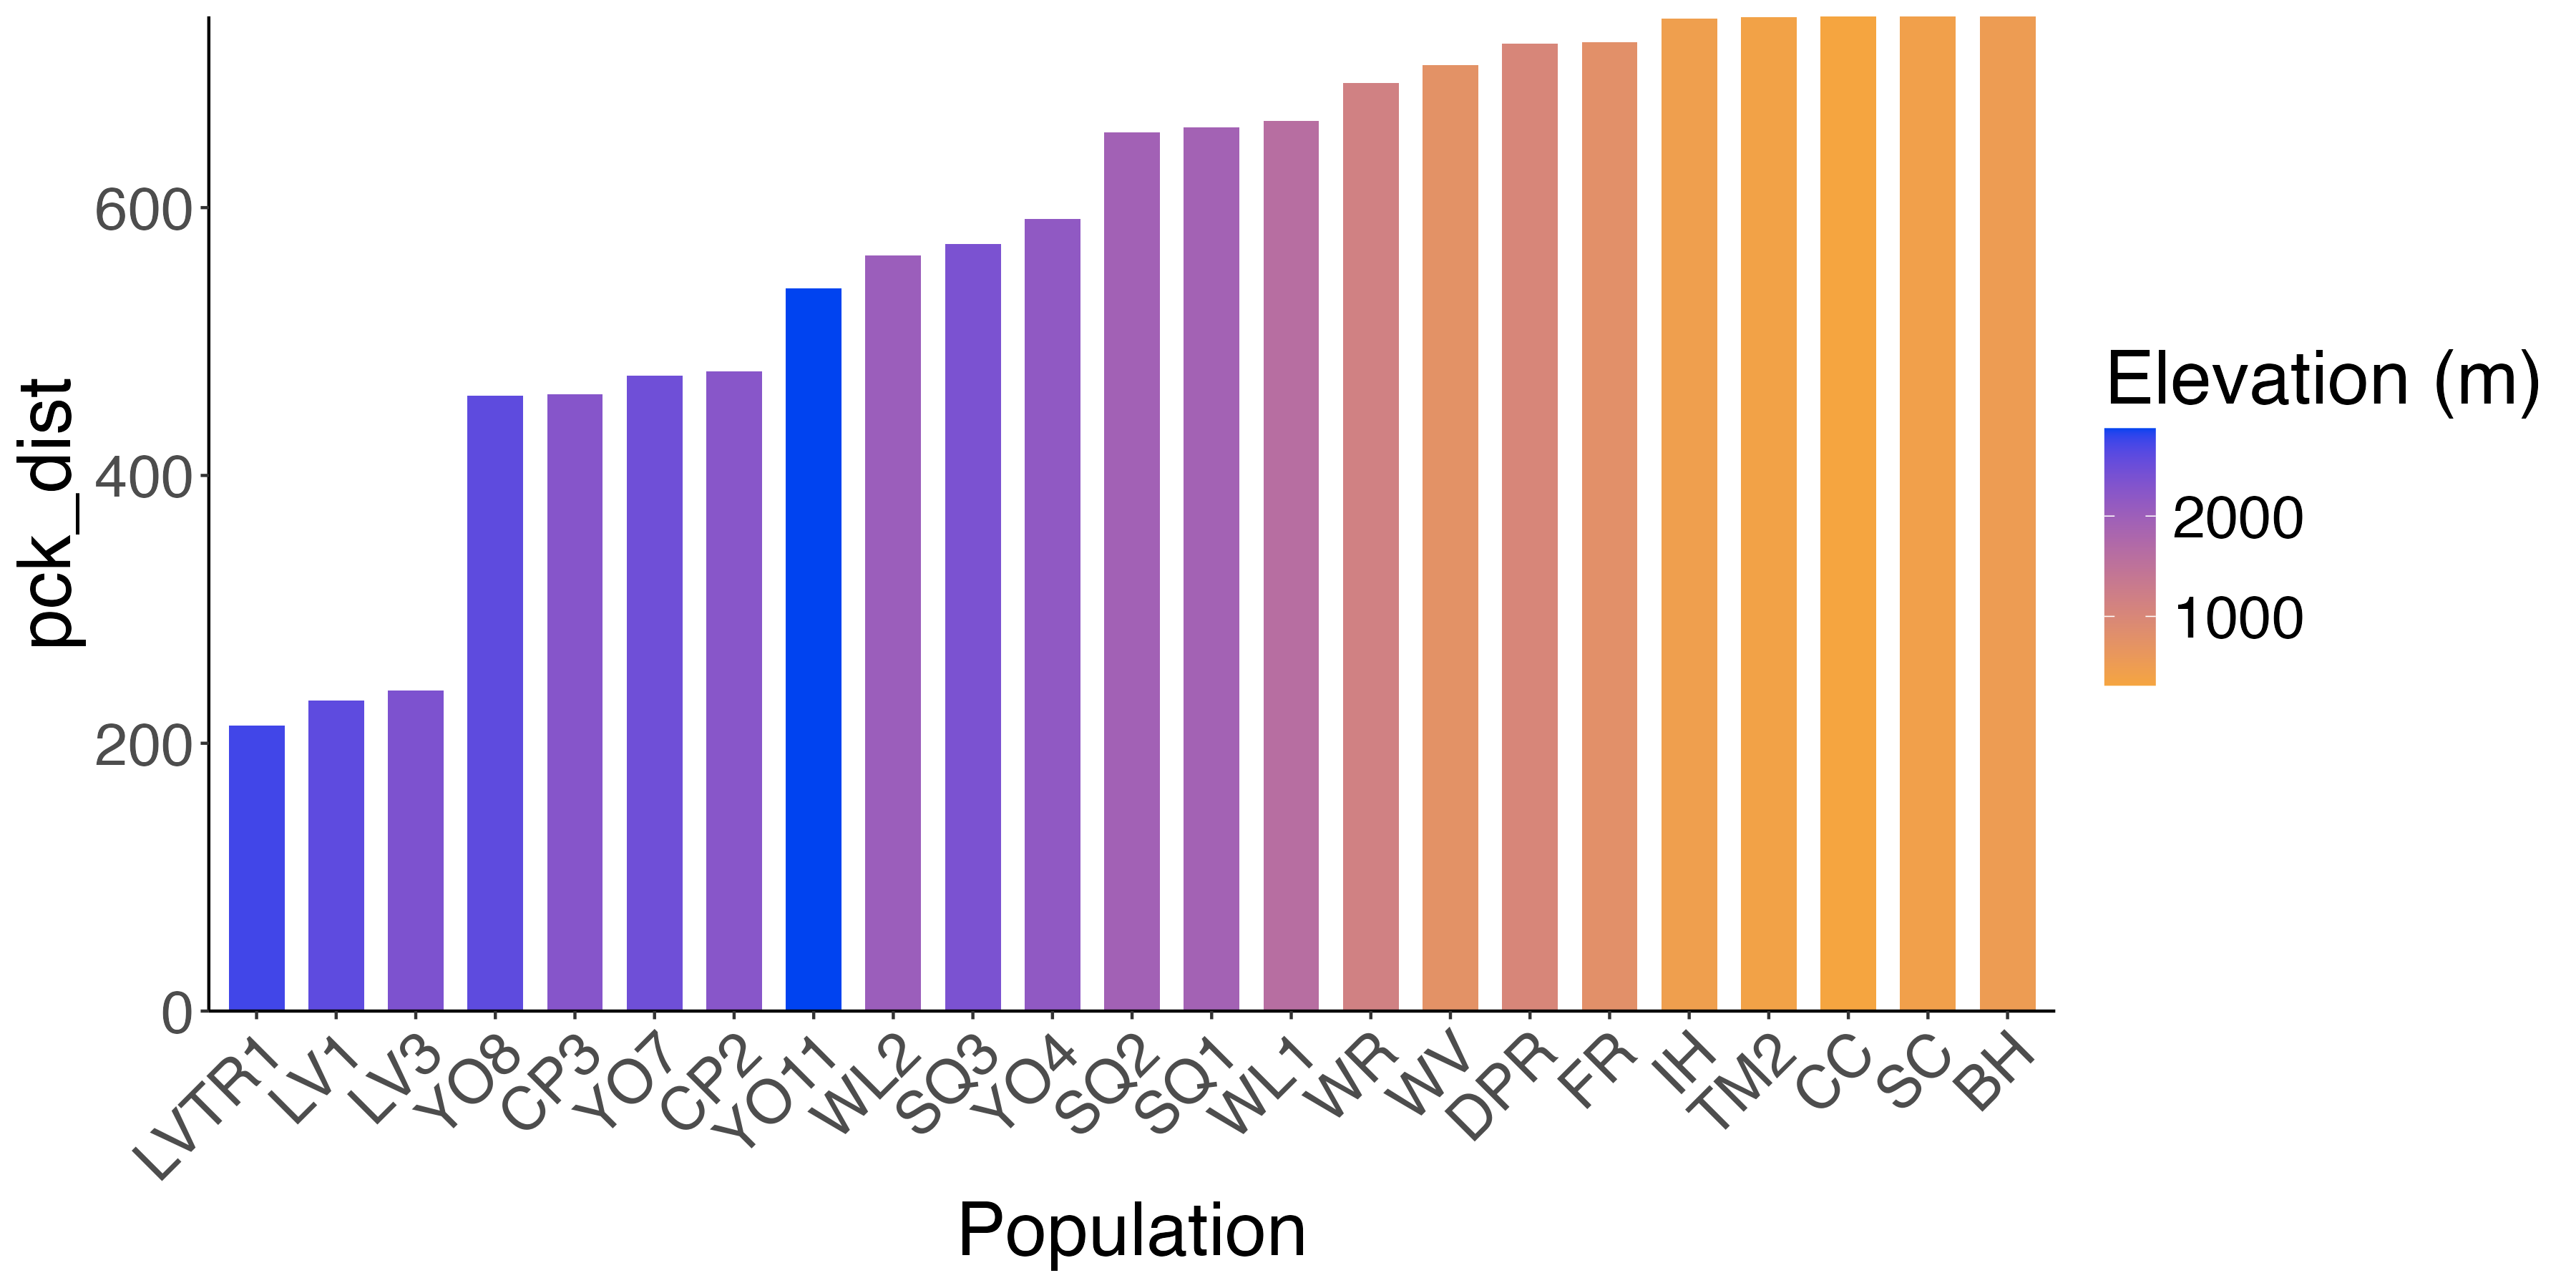 pck_dist
600
400
200
0
LVTR1
LV1
LV3
YO8
CP3
YO7
CP2
YO11
WL2
SQ3
YO4
SQ2
SQ1
WL1
WR
WV
DPR
FR
IH
TM2
CC
SC
BH
Population
Elevation (m)
2000
1000